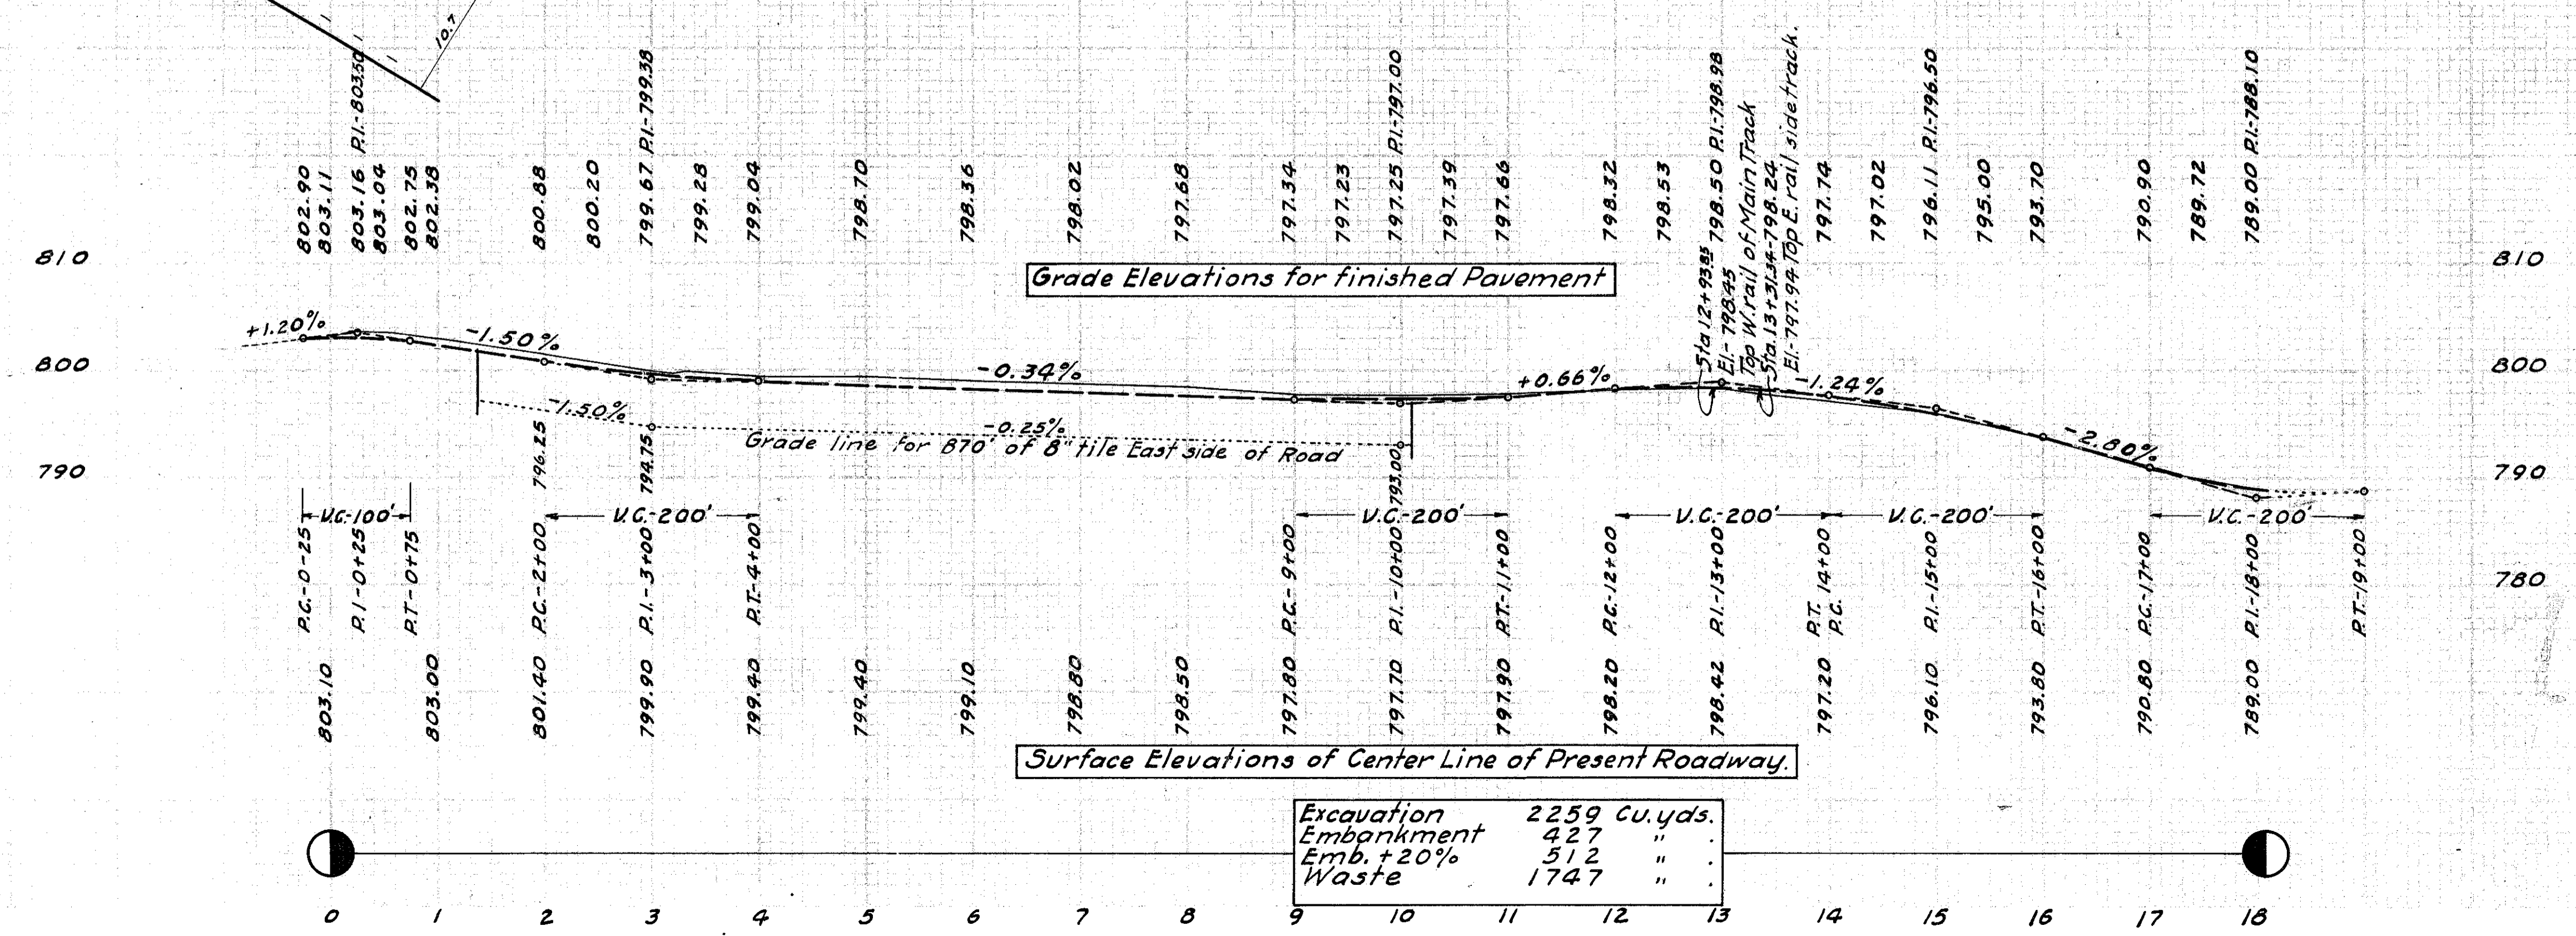 10.7
802.90
803.11
803.16 P.I.-803.50
803.04
802.75
802.38
800.88
800.20
799.67 P.I.-799.38
799.28
799.04
798.70
798.36
798.02
797.68
797.34
797.23
797.25 P.I.-797.00
797.39
797.66
798.32
798.53
798.50 P.I.-798.98
797.74
797.02
796.11 P.I.-796.50
795.00
793.70
790.90
789.72
789.00 P.I.-788.10
Sta 12+93.85
El.-798.45
Top W. rail of Main Track
Sta. 13+31.34-798.24
El.-797.94 Top E. rail sidetrack.
810
810
Grade Elevations for finished Pavement
+1.20%
-1.50%
-0.34%
+0.66%
-1.24%
-2.80%
800
800
-1.50%
-0.25%
Grade line for 870' of 8" tile East side of Road
796.25
794.75
793.00
790
790
V.C.-100'
V.C.-200'
V.C.-200'
V.C.-200'
V.C.-200'
V.C.-200'
780
P.C.-0-25
P.I-0+25
P.T-0+75
P.C.-2+00
P.I.-3+00
P.T.-4+00
P.C.-9+00
P.I.-10+00
P.T.-11+00
P.C.-12+00
P.I.-13+00
P.T. 14+00
P.C.
P.I.-15+00
P.T.-16+00
P.C.-17+00
P.I.-18+00
P.T.-19+00
803.10
803.00
801.40
799.90
799.40
799.40
799.10
798.80
798.50
797.80
797.70
797.90
798.20
798.42
797.20
796.10
793.80
790.80
789.00
Surface Elevations of Center Line of Present Roadway.
Excavation 2259 Cu.yds.
Embankment 427 " .
Emb. +20% 512 " .
Waste 1747 " .
0 1 2 3 4 5 6 7 8 9 10 11 12 13 14 15 16 17 18